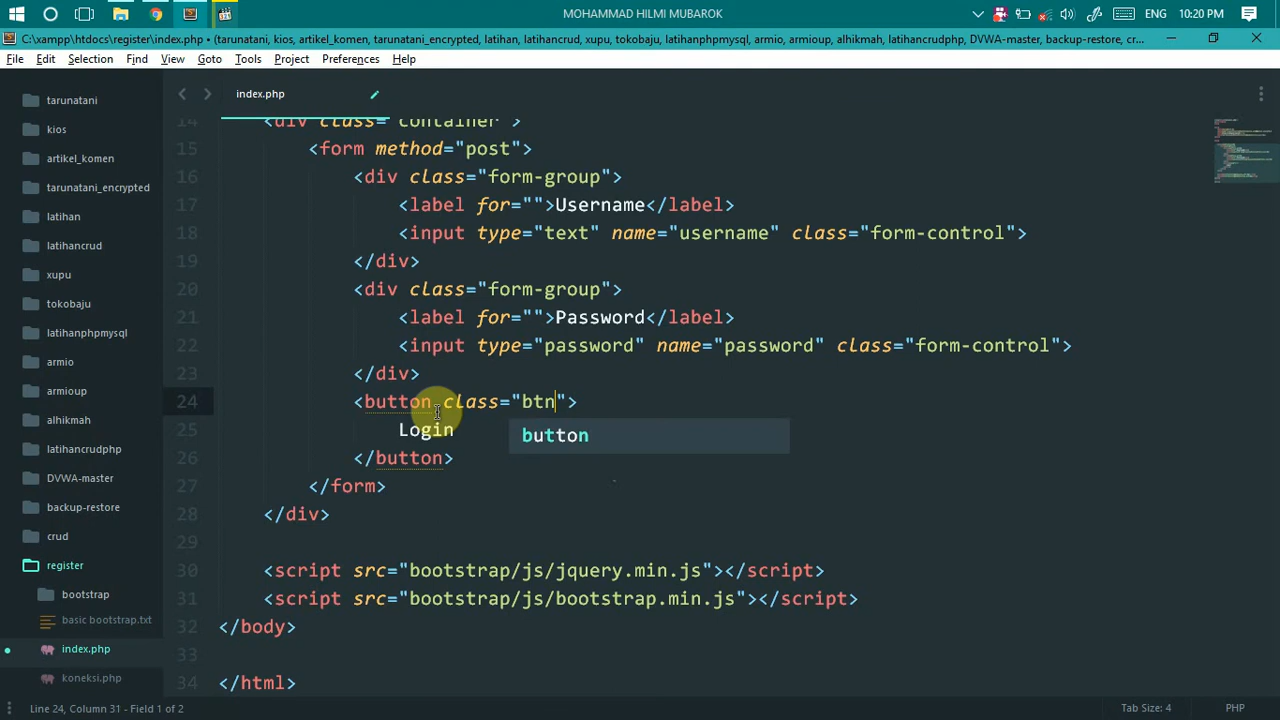 MOHAMMAD HILMI MUBAROK
ENG 10:20 PM
C:\xampp\htdocs\register\index.php • (tarunatani, kios, artikel_komen, tarunatani_encrypted, latihan, latihancrud, xupu, tokobaju, latihanphpmysql, armio, armioup, alhikmah, latihancrudphp, DVWA-master, backup-restore, cr...
File Edit Selection Find View Goto Tools Project Preferences Help
index.php
tarunatani
kios
artikel_komen
tarunatani_encrypted
latihan
latihancrud
xupu
tokobaju
latihanphpmysql
armio
armioup
alhikmah
latihancrudphp
DVWA-master
backup-restore
crud
register
bootstrap
basic bootstrap.txt
index.php
koneksi.php
14 <div class="container">
15 <form method="post">
16 <div class="form-group">
17 <label for="">Username</label>
18 <input type="text" name="username" class="form-control">
19 </div>
20 <div class="form-group">
21 <label for="">Password</label>
22 <input type="password" name="password" class="form-control">
23 </div>
24 <button class="btn">
25 Login
button
26 </button>
27 </form>
28 </div>
29
30 <script src="bootstrap/js/jquery.min.js"></script>
31 <script src="bootstrap/js/bootstrap.min.js"></script>
32 </body>
33
34 </html>
Line 24, Column 31 - Field 1 of 2
Tab Size: 4 PHP